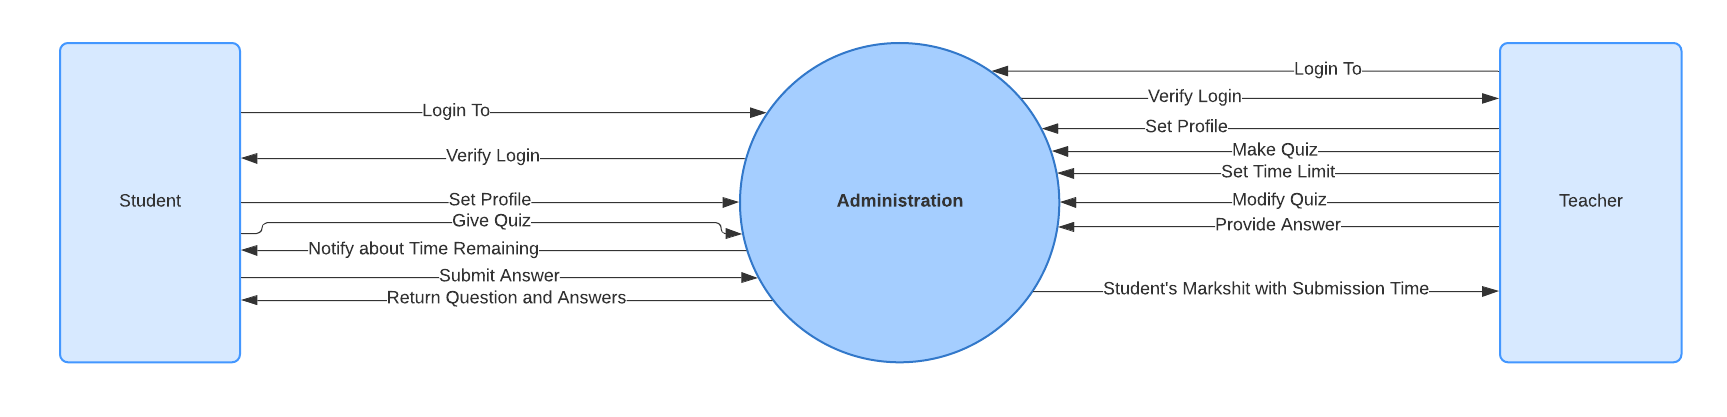 Student
Login To
Verify Login
Set Profile
Give Quiz
Notify about Time Remaining
Submit Answer
Return Question and Answers
Administration
Login To
Verify Login
Set Profile
Make Quiz
Set Time Limit
Modify Quiz
Provide Answer
Student's Markshit with Submission Time
Teacher